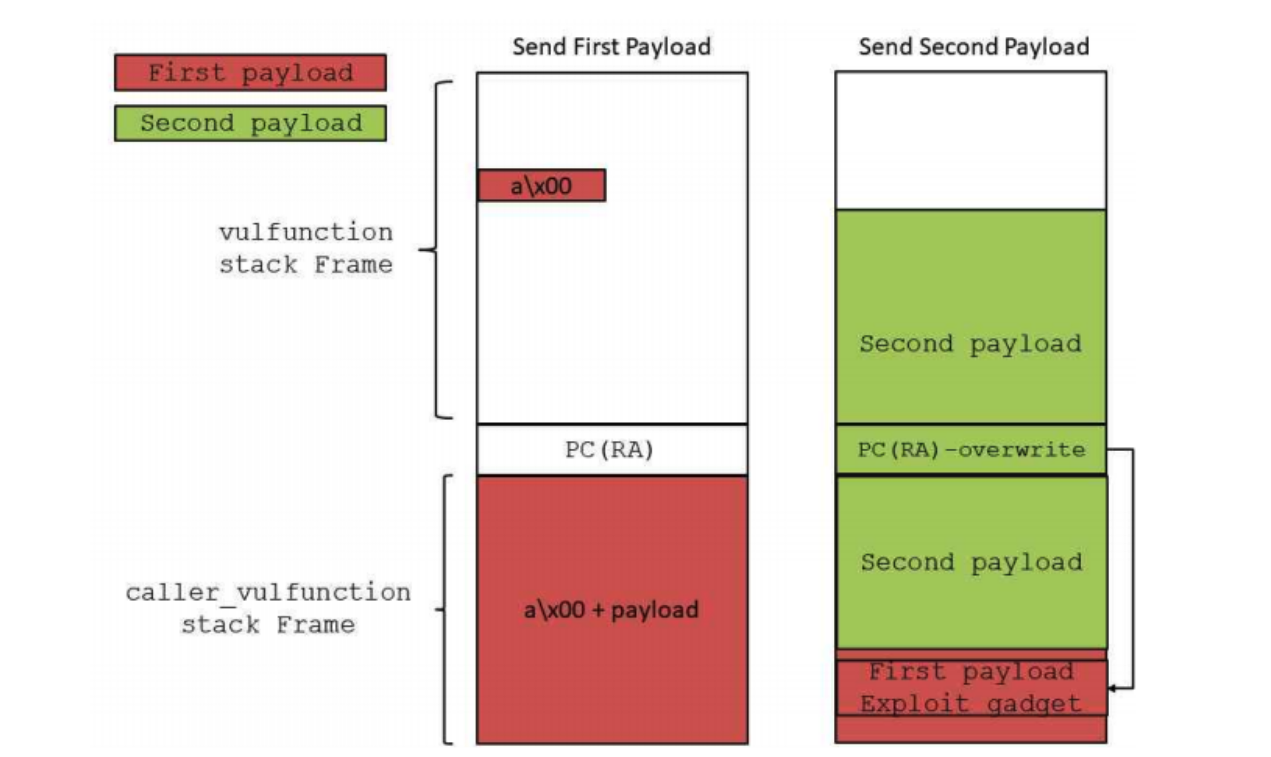 Send First Payload
Send Second Payload
First payload
Second payload
a\x00
vulfunction
stack Frame
Second payload
PC(RA)
PC(RA)-overwrite
Second payload
caller_vulfunction
stack Frame
a\x00 + payload
First payload
Exploit gadget